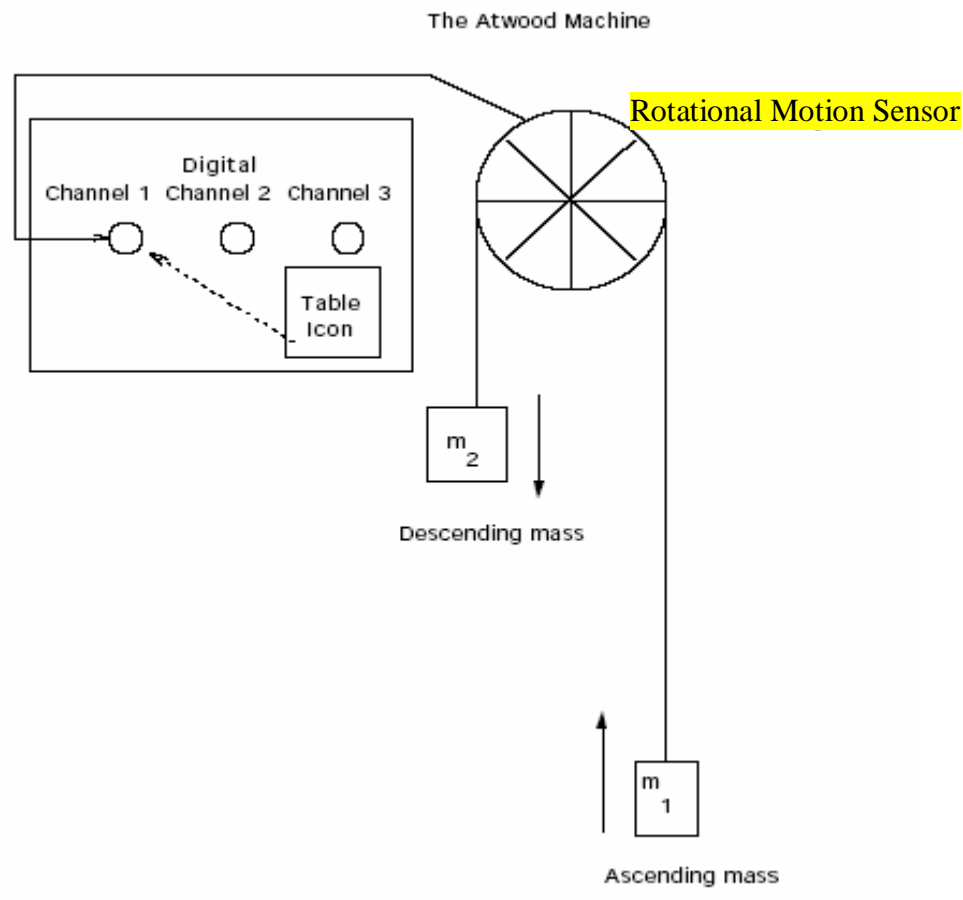 The Atwood Machine
Rotational Motion Sensor
Digital
Channel 1 Channel 2 Channel 3
Table
Icon
m
2
Descending mass
m
1
Ascending mass